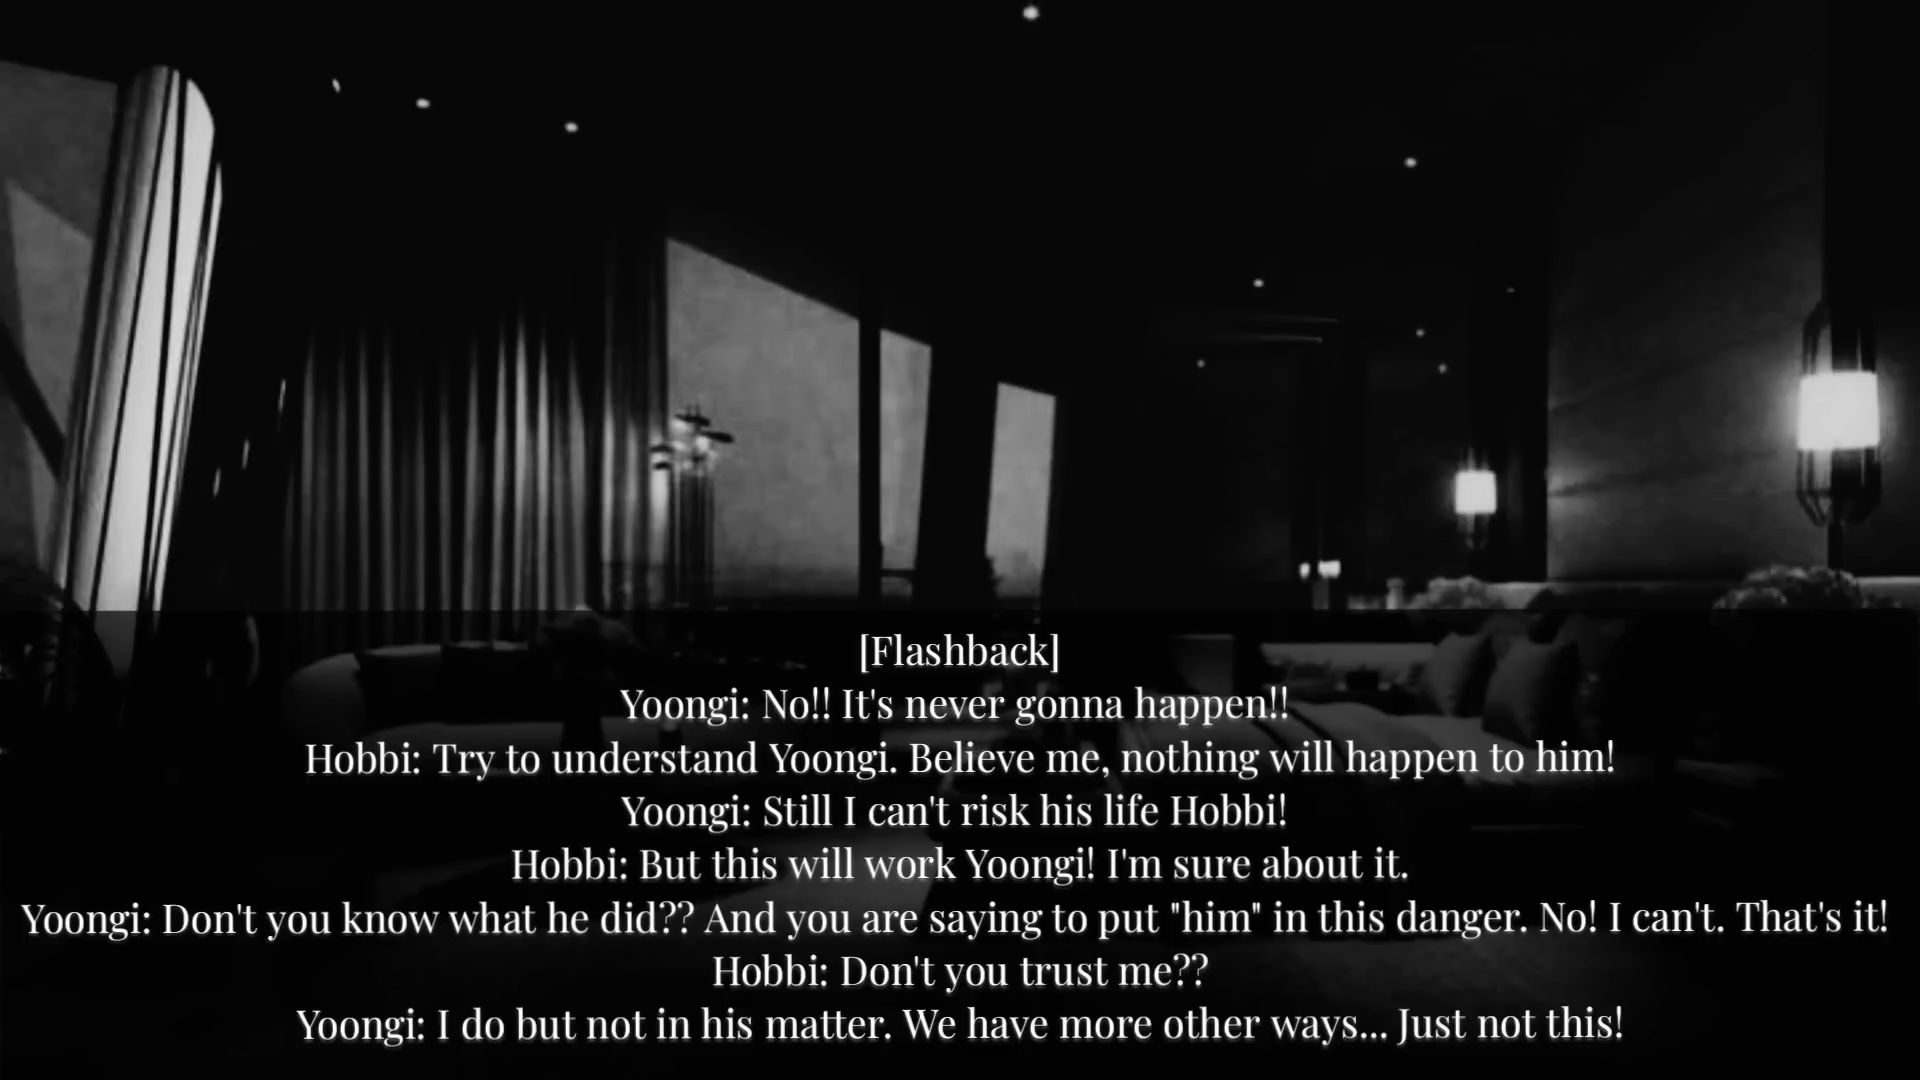 [Flashback]
Yoongi: No!! It's never gonna happen!!
Hobbi: Try to understand Yoongi. Believe me, nothing will happen to him!
Yoongi: Still I can't risk his life Hobbi!
Hobbi: But this will work Yoongi! I'm sure about it.
Yoongi: Don't you know what he did?? And you are saying to put "him" in this danger. No! I can't. That's it!
Hobbi: Don't you trust me??
Yoongi: I do but not in his matter. We have more other ways... Just not this!